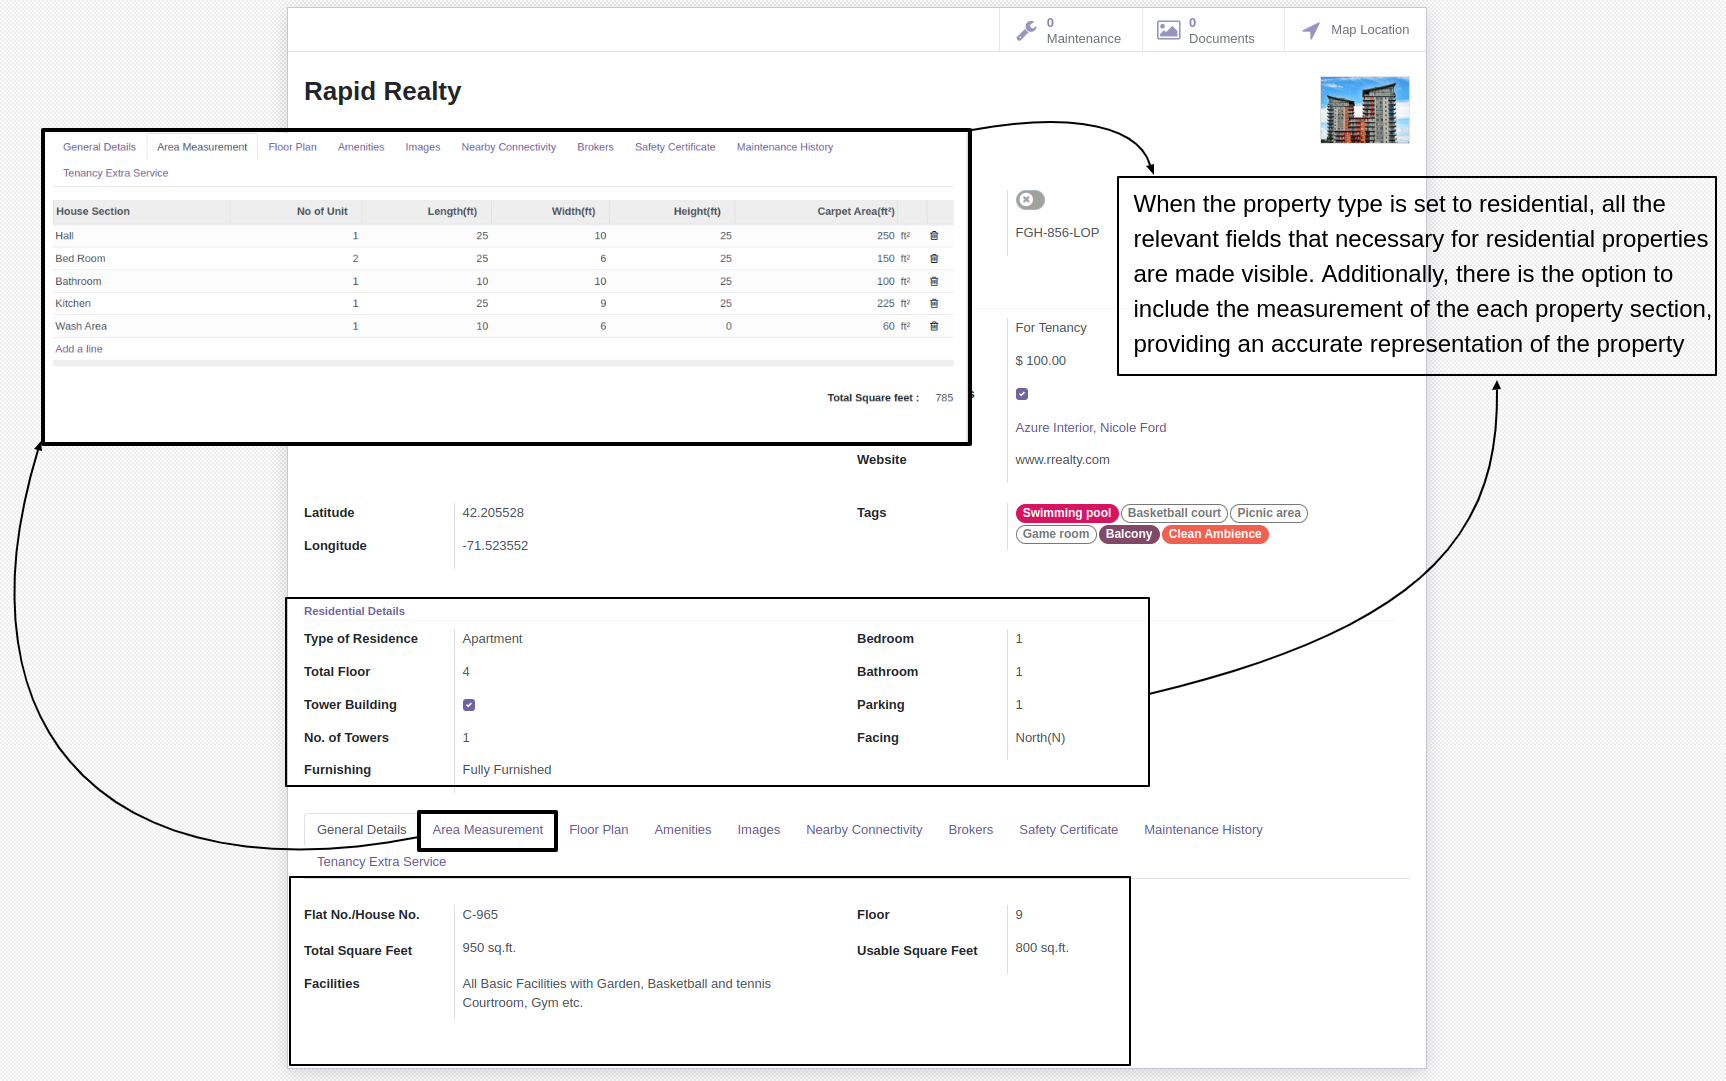 0
Maintenance
0
Documents
Map Location
Rapid Realty
General Details Area Measurement Floor Plan Amenities Images Nearby Connectivity Brokers Safety Certificate Maintenance History
Tenancy Extra Service
House Section No of Unit Length(ft) Width(ft) Height(ft) Carpet Area(ft²)
Hall 1 25 10 25 250 ft²
Bed Room 2 25 6 25 150 ft²
Bathroom 1 10 10 25 100 ft²
Kitchen 1 25 9 25 225 ft²
Wash Area 1 10 6 0 60 ft²
Add a line
Total Square feet : 785
FGH-856-LOP
When the property type is set to residential, all the
relevant fields that necessary for residential properties
are made visible. Additionally, there is the option to
include the measurement of the each property section,
providing an accurate representation of the property
For Tenancy
$ 100.00
Azure Interior, Nicole Ford
Website www.rrealty.com
Latitude 42.205528
Longitude -71.523552
Tags Swimming pool Basketball court Picnic area
Game room Balcony Clean Ambience
Residential Details
Type of Residence Apartment Bedroom 1
Total Floor 4 Bathroom 1
Tower Building Parking 1
No. of Towers 1 Facing North(N)
Furnishing Fully Furnished
General Details Area Measurement Floor Plan Amenities Images Nearby Connectivity Brokers Safety Certificate Maintenance History
Tenancy Extra Service
Flat No./House No. C-965 Floor 9
Total Square Feet 950 sq.ft. Usable Square Feet 800 sq.ft.
Facilities All Basic Facilities with Garden, Basketball and tennis
Courtroom, Gym etc.